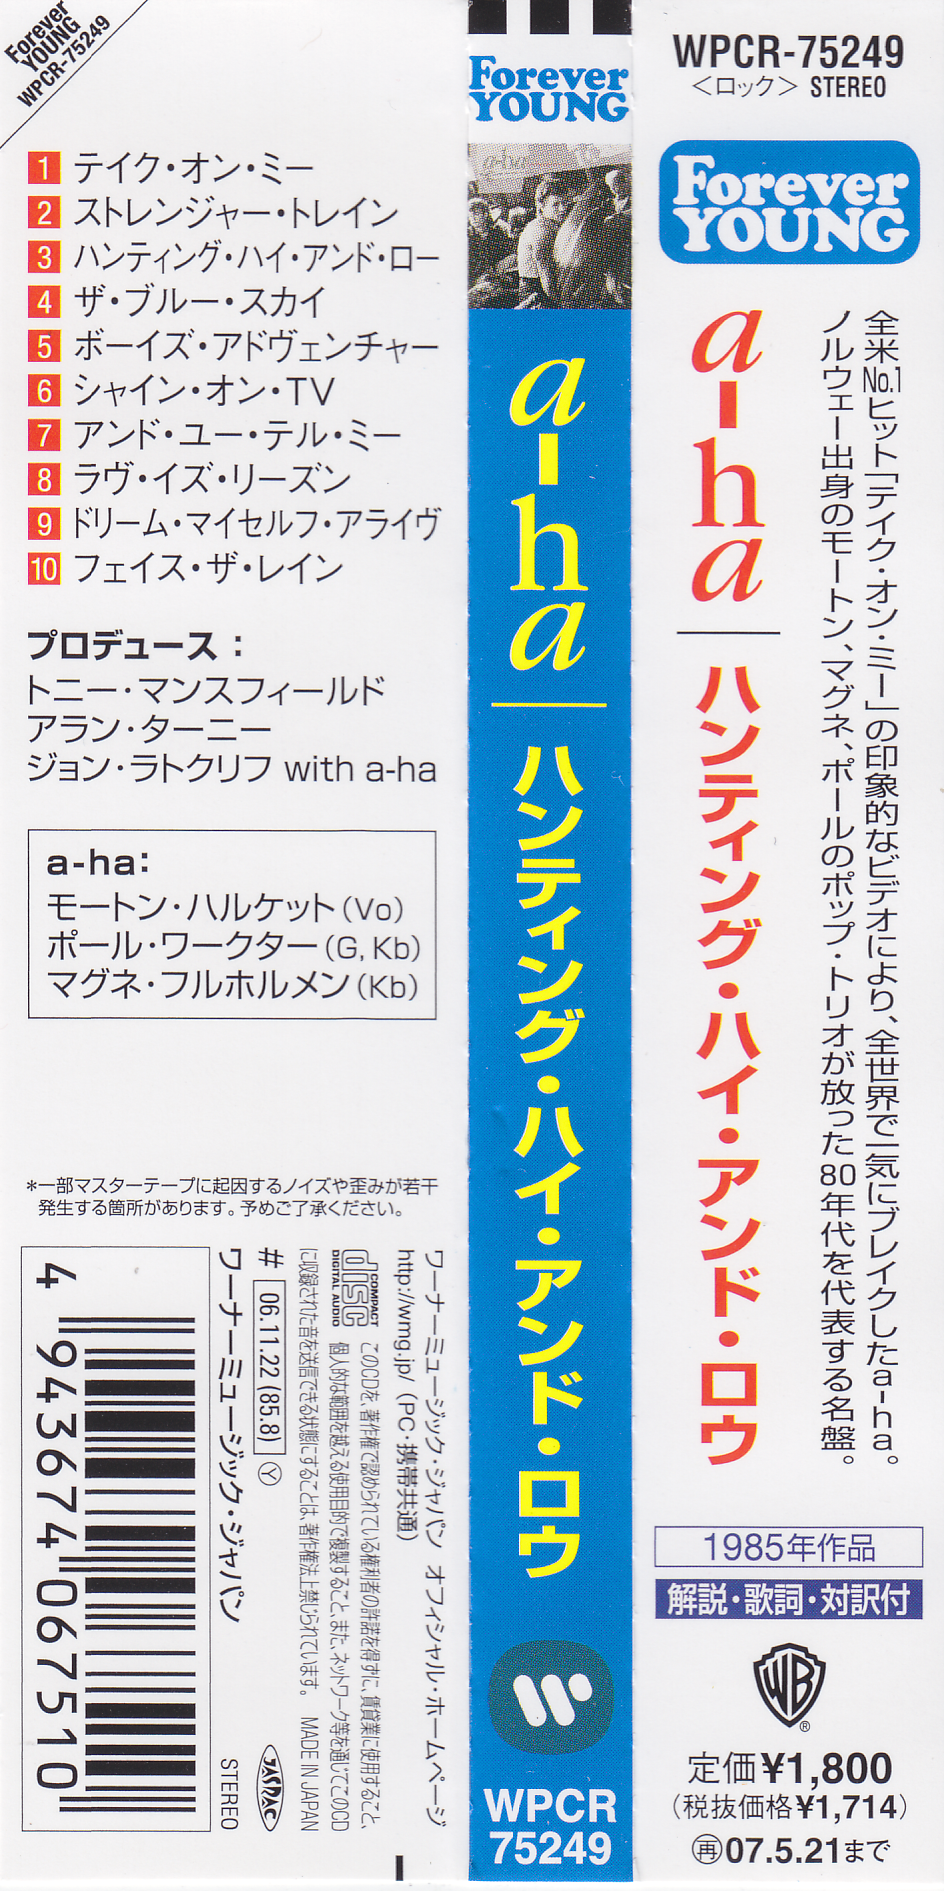 Forever
YOUNG
WPCR-75249
1 テイク・オン・ミー
2 ストレンジャー・トレイン
3 ハンティング・ハイ・アンド・ロー
4 ザ・ブルー・スカイ
5 ボーイズ・アドヴェンチャー
6 シャイン・オン・TV
7 アンド・ユー・テル・ミー
8 ラヴ・イズ・リーズン
9 ドリーム・マイセルフ・アライヴ
10 フェイス・ザ・レイン
プロデュース：
トニー・マンスフィールド
アラン・ターニー
ジョン・ラトクリフ with a-ha
a-ha:
モートン・ハルケット(Vo)
ポール・ワークター(G, Kb)
マグネ・フルホルメン(Kb)
*一部マスターテープに起因するノイズや歪みが若干
発生する箇所があります。予めご了承ください。
ワーナーミュージック・ジャパン オフィシャル・ホームページ
http://wmg.jp/ (PC・携帯共通)
COMPACT
disc
DIGITAL AUDIO
このCDを、著作権で認められている権利者の許諾を得ずに、賃貸業に使用すること、
個人的な範囲を越える使用目的で複製すること、また、ネットワーク等を通じてこのCD
に収録された音を送信できる状態にすることは、著作権法上禁じられています。 MADE IN JAPAN
# 06.11.22 (85.8) Ⓨ
JASRAC
ワーナーミュージック・ジャパン
STEREO
4 943674 067510
Forever
YOUNG
a-ha
a-ha
ハンティング・ハイ・アンド・ロウ
WPCR
75249
WPCR-75249
＜ロック＞ STEREO
Forever
YOUNG
全米No.1ヒット「テイク・オン・ミー」の印象的なビデオにより、全世界で一気にブレイクしたa-ha。
ノルウェー出身のモートン、マグネ、ポールのポップ・トリオが放った80年代を代表する名盤。
a-ha
ハンティング・ハイ・アンド・ロウ
1985年作品
解説・歌詞・対訳付
WB
®
定価¥1,800
(税抜価格¥1,714)
㊢07.5.21まで